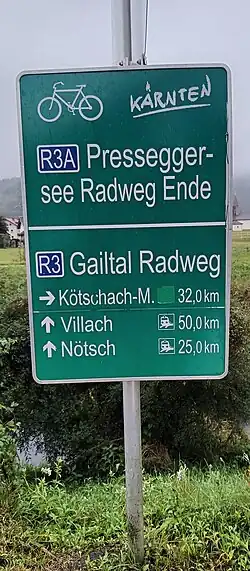 KÄRNTEN
R3A Pressegger-
see Radweg Ende
R3 Gailtal Radweg
→ Kötschach-M. 32,0 km
↑ Villach 50,0 km
↑ Nötsch 25,0 km